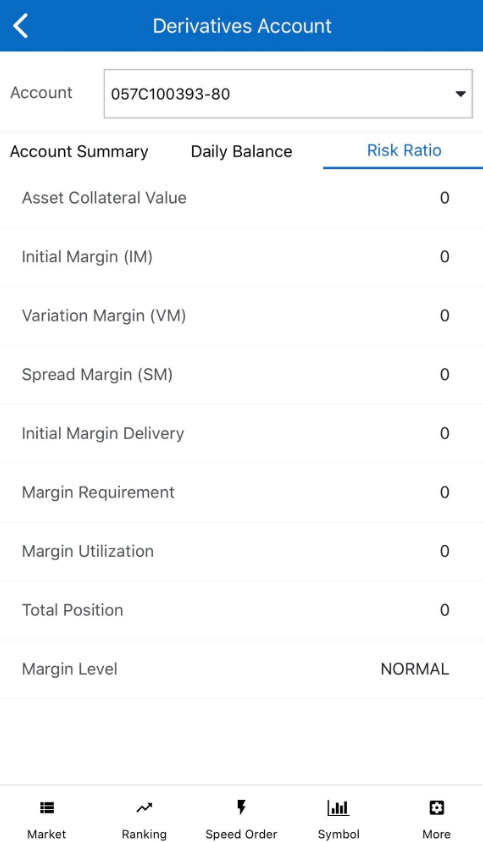 Derivatives Account
Account 057C100393-80
Account Summary Daily Balance Risk Ratio
Asset Collateral Value 0
Initial Margin (IM) 0
Variation Margin (VM) 0
Spread Margin (SM) 0
Initial Margin Delivery 0
Margin Requirement 0
Margin Utilization 0
Total Position 0
Margin Level NORMAL
Market Ranking Speed Order Symbol More